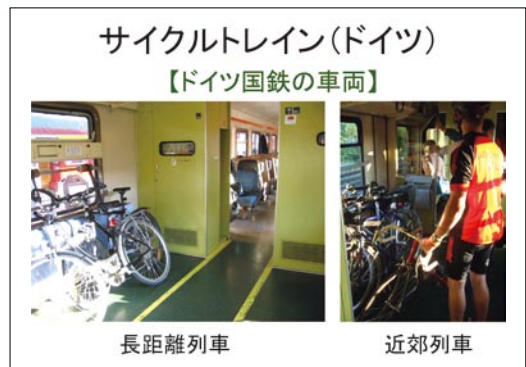 サイクルトレイン(ドイツ)
【ドイツ国鉄の車両】
長距離列車
近郊列車